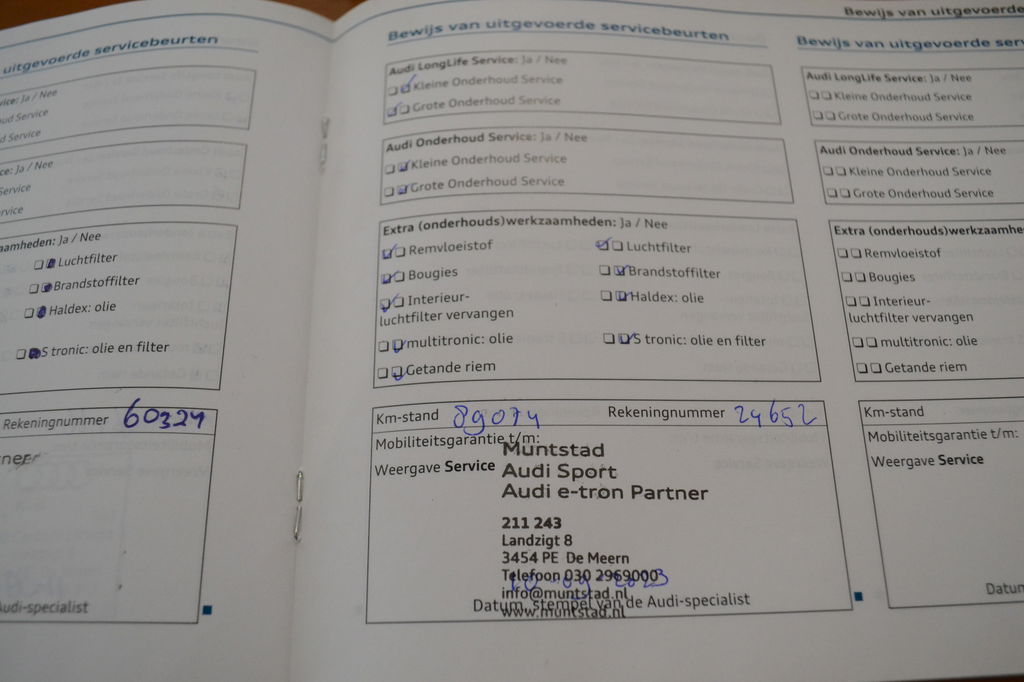 uitgevoerde servicebeurten
vice: Ja / Nee
ud Service
d Service
ce: Ja / Nee
Service
rvice
aamheden: Ja / Nee
Luchtfilter
Brandstoffilter
Haldex: olie
S tronic: olie en filter
Rekeningnummer 60324
Audi-specialist
Bewijs van uitgevoerde servicebeurten
Audi LongLife Service: Ja / Nee
Kleine Onderhoud Service
Grote Onderhoud Service
Audi Onderhoud Service: Ja / Nee
Kleine Onderhoud Service
Grote Onderhoud Service
Extra (onderhouds)werkzaamheden: Ja / Nee
Remvloeistof Luchtfilter
Bougies Brandstoffilter
Interieur- Haldex: olie
luchtfilter vervangen
multitronic: olie S tronic: olie en filter
Getande riem
Km-stand 89074 Rekeningnummer 24652
Mobiliteitsgarantie t/m:
Weergave Service
Muntstad
Audi Sport
Audi e-tron Partner
211 243
Landzigt 8
3454 PE De Meern
Telefoon 030 2969000
info@muntstad.nl
Datum, stempel van de Audi-specialist
www.muntstad.nl
Bewijs van uitgevoerde
Bewijs van uitgevoerde ser
Audi LongLife Service: Ja / Nee
Kleine Onderhoud Service
Grote Onderhoud Service
Audi Onderhoud Service: Ja / Nee
Kleine Onderhoud Service
Grote Onderhoud Service
Extra (onderhouds)werkzaamhe
Remvloeistof
Bougies
Interieur-
luchtfilter vervangen
multitronic: olie
Getande riem
Km-stand
Mobiliteitsgarantie t/m:
Weergave Service
Datum